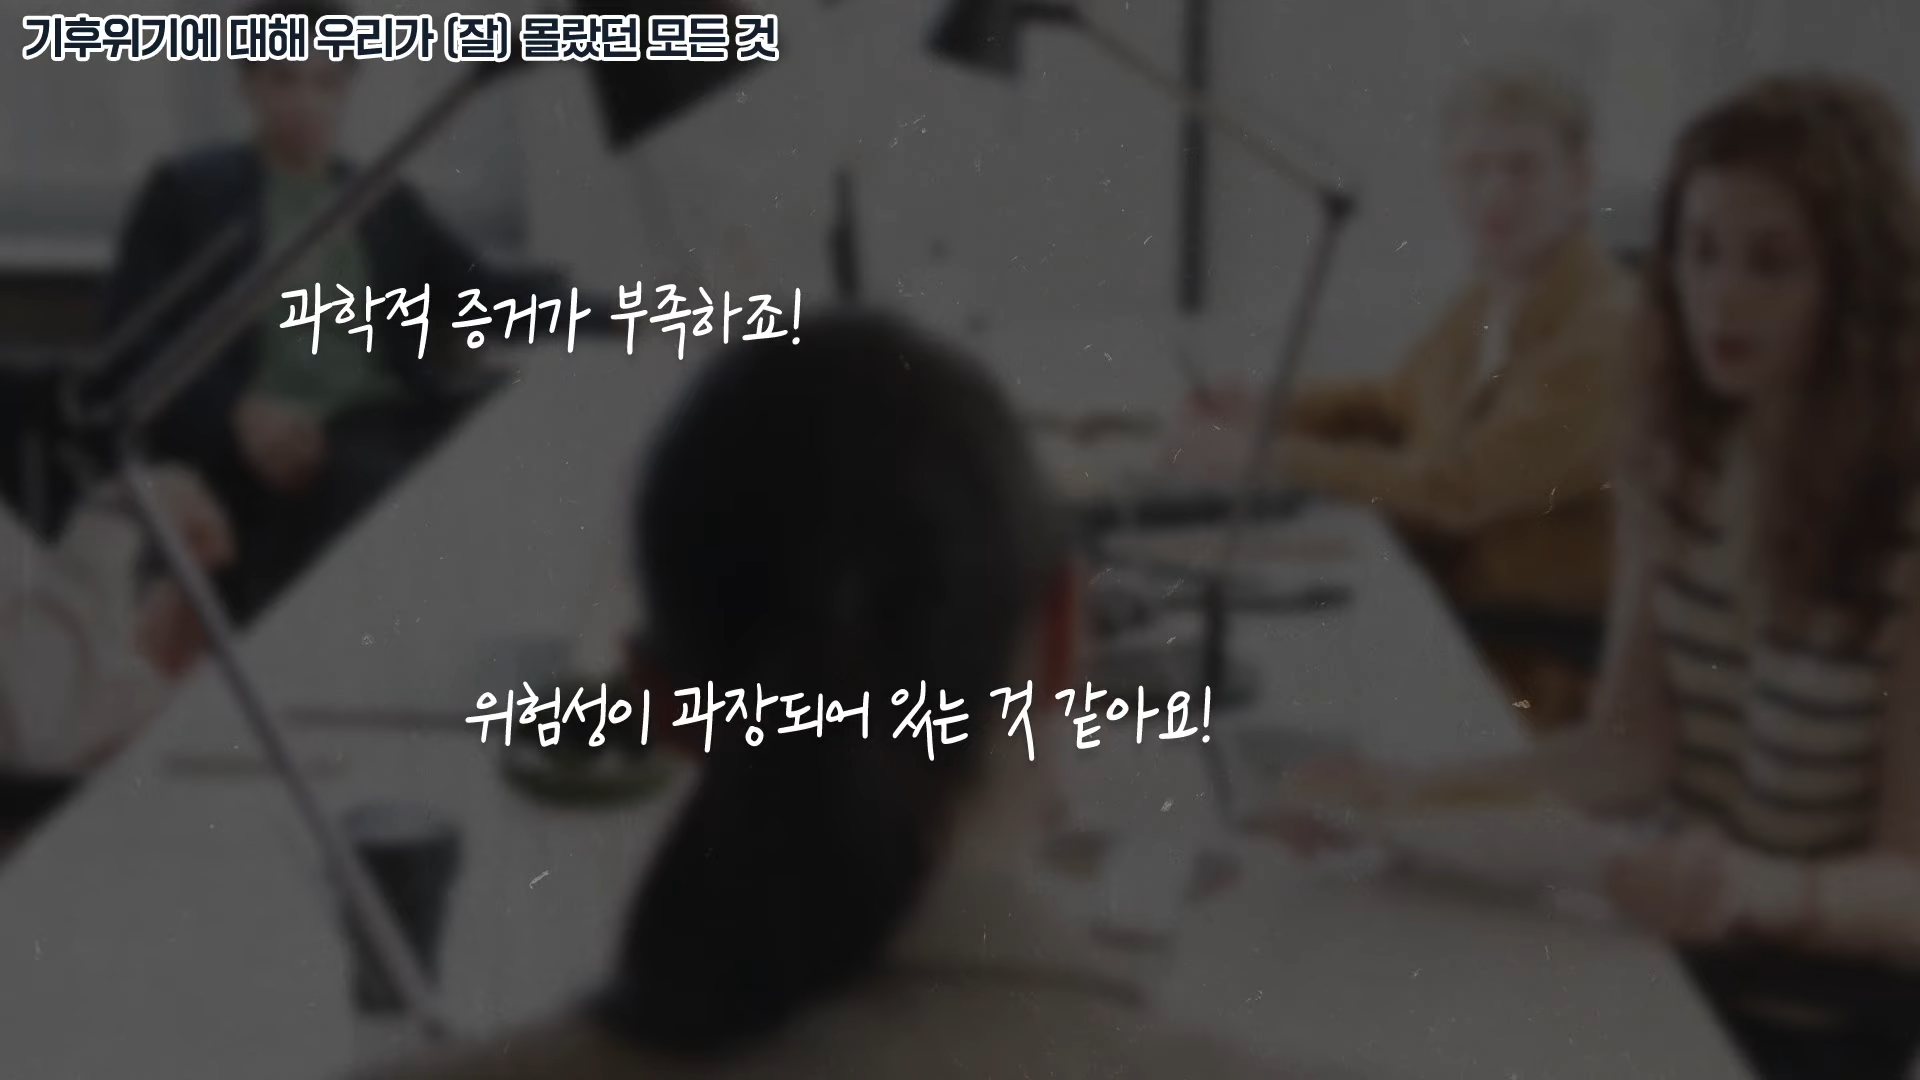 기후위기에 대해 우리가 (잘) 몰랐던 모든 것
과학적 증거가 부족하죠!
위험성이 과장되어 있는 것 같아요!